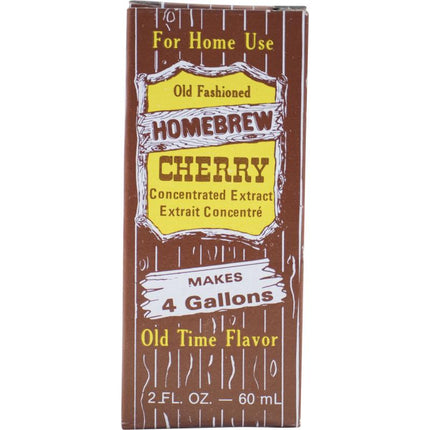 For Home Use
Old Fashioned
HOMEBREW
CHERRY
Concentrated Extract
Extrait Concentré
MAKES
4 Gallons
Old Time Flavor
2 FL. OZ. — 60 mL